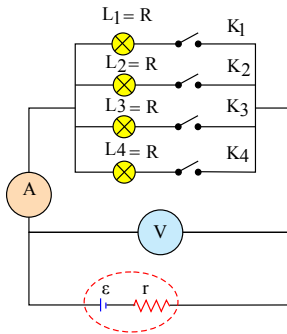 L1= R K1
L2= R K2
L3= R K3
L4= R K4
A
V
ε r